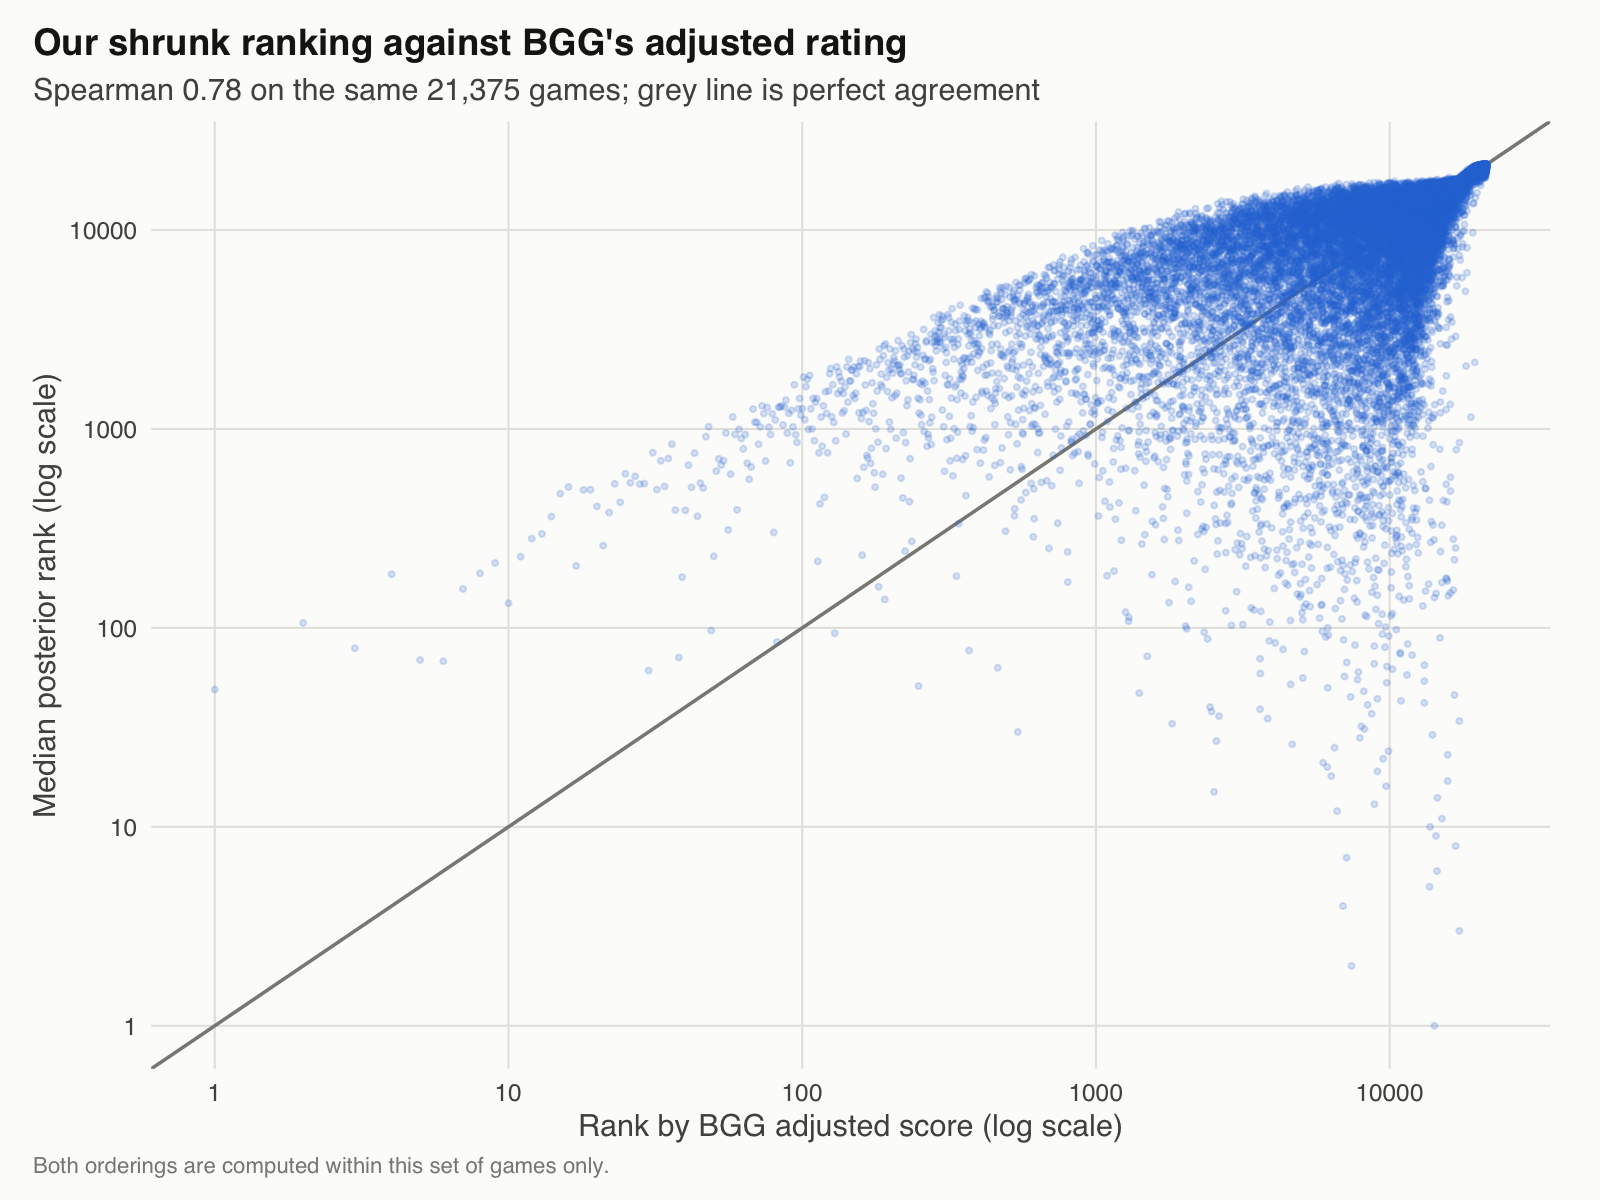 Our shrunk ranking against BGG's adjusted rating
Spearman 0.78 on the same 21,375 games; grey line is perfect agreement
Median posterior rank (log scale)
10000
1000
100
10
1
1
10
100
1000
10000
Rank by BGG adjusted score (log scale)
Both orderings are computed within this set of games only.